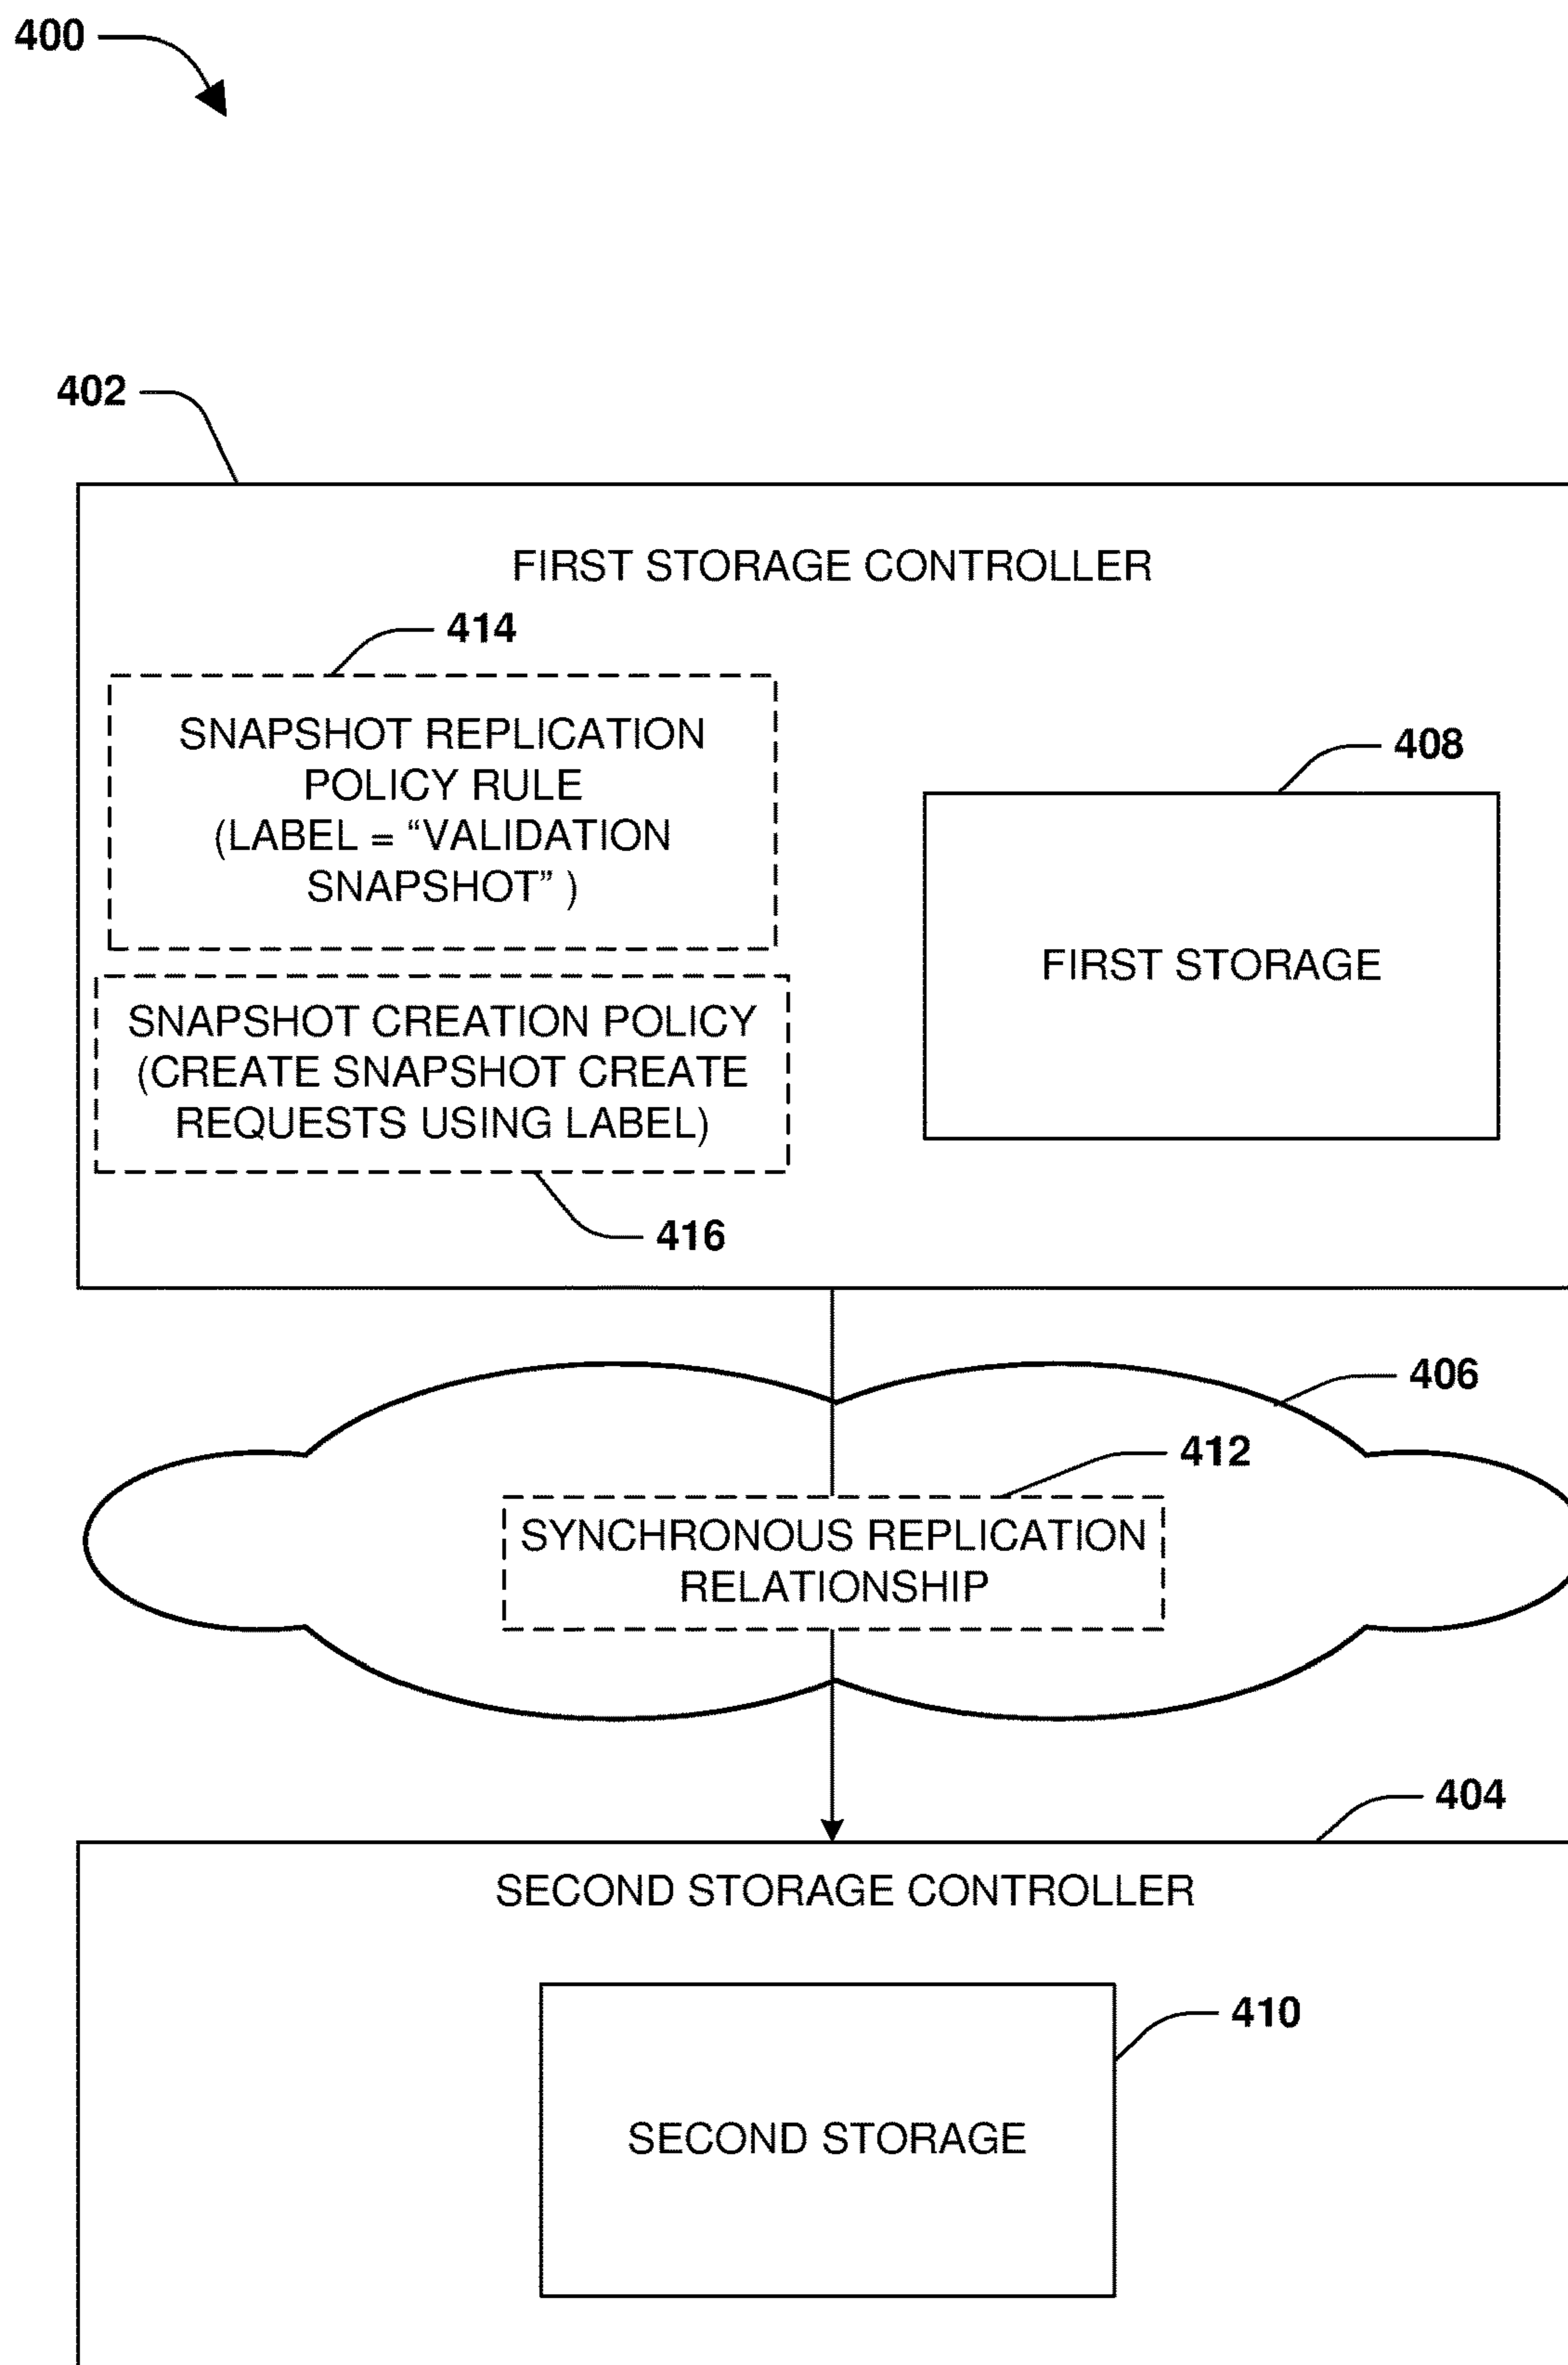 400
402
FIRST STORAGE CONTROLLER
414
SNAPSHOT REPLICATION
POLICY RULE
(LABEL = “VALIDATION
SNAPSHOT” )
408
FIRST STORAGE
SNAPSHOT CREATION POLICY
(CREATE SNAPSHOT CREATE
REQUESTS USING LABEL)
416
406
412
SYNCHRONOUS REPLICATION
RELATIONSHIP
404
SECOND STORAGE CONTROLLER
410
SECOND STORAGE